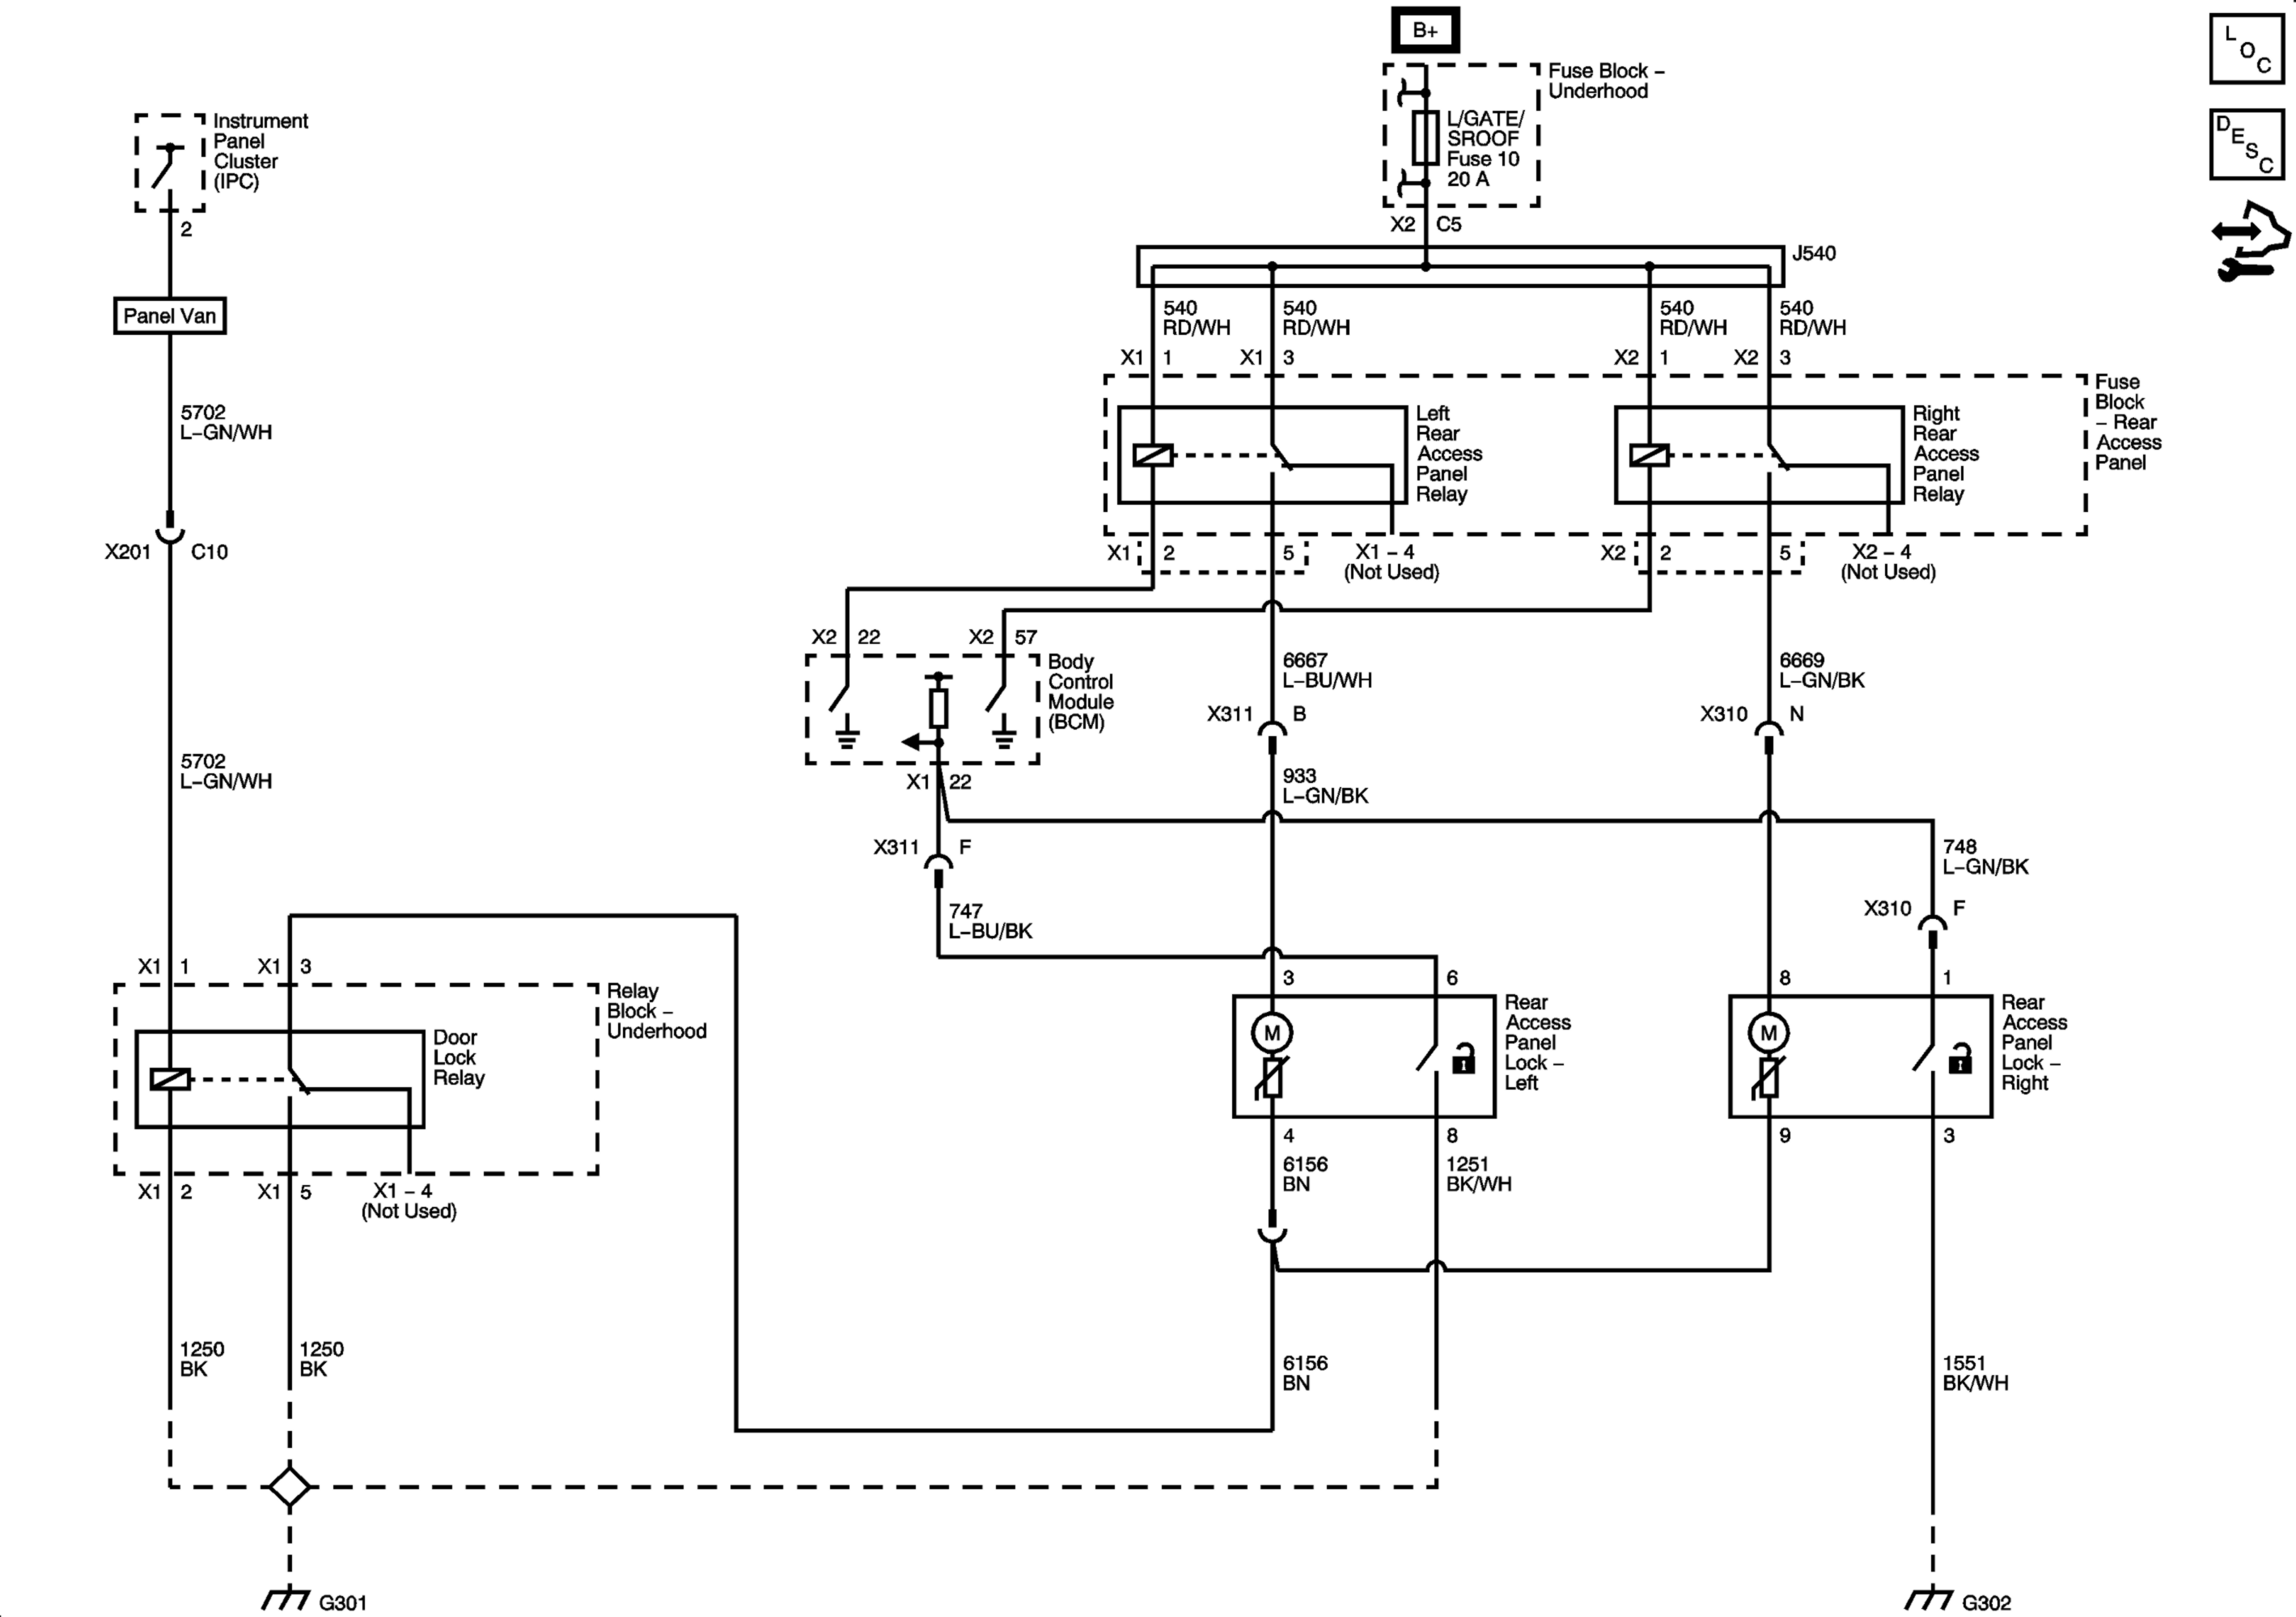 B+
Fuse Block –
Underhood
L/GATE/
SROOF
Fuse 10
20 A
X2 C5
J540
L
O
C
D
E
S
C
Instrument
Panel
Cluster
(IPC)
2
Panel Van
5702
L–GN/WH
X201 C10
5702
L–GN/WH
540
RD/WH
540
RD/WH
540
RD/WH
540
RD/WH
X1 1
X1 3
X2 1
X2 3
Fuse
Block
– Rear
Access
Panel
Left
Rear
Access
Panel
Relay
Right
Rear
Access
Panel
Relay
X1 2
5
X1 – 4
(Not Used)
X2 2
5
X2 – 4
(Not Used)
X2 22
X2 57
Body
Control
Module
(BCM)
X1 22
6667
L–BU/WH
6669
L–GN/BK
X311 B
X310 N
933
L–GN/BK
X311 F
747
L–BU/BK
748
L–GN/BK
X310 F
X1 1
X1 3
Relay
Block –
Underhood
Door
Lock
Relay
X1 2
X1 5
X1 – 4
(Not Used)
3
6
8
1
M
Rear
Access
Panel
Lock –
Left
M
Rear
Access
Panel
Lock –
Right
4
8
9
3
6156
BN
1251
BK/WH
1250
BK
1250
BK
6156
BN
1551
BK/WH
G301
G302